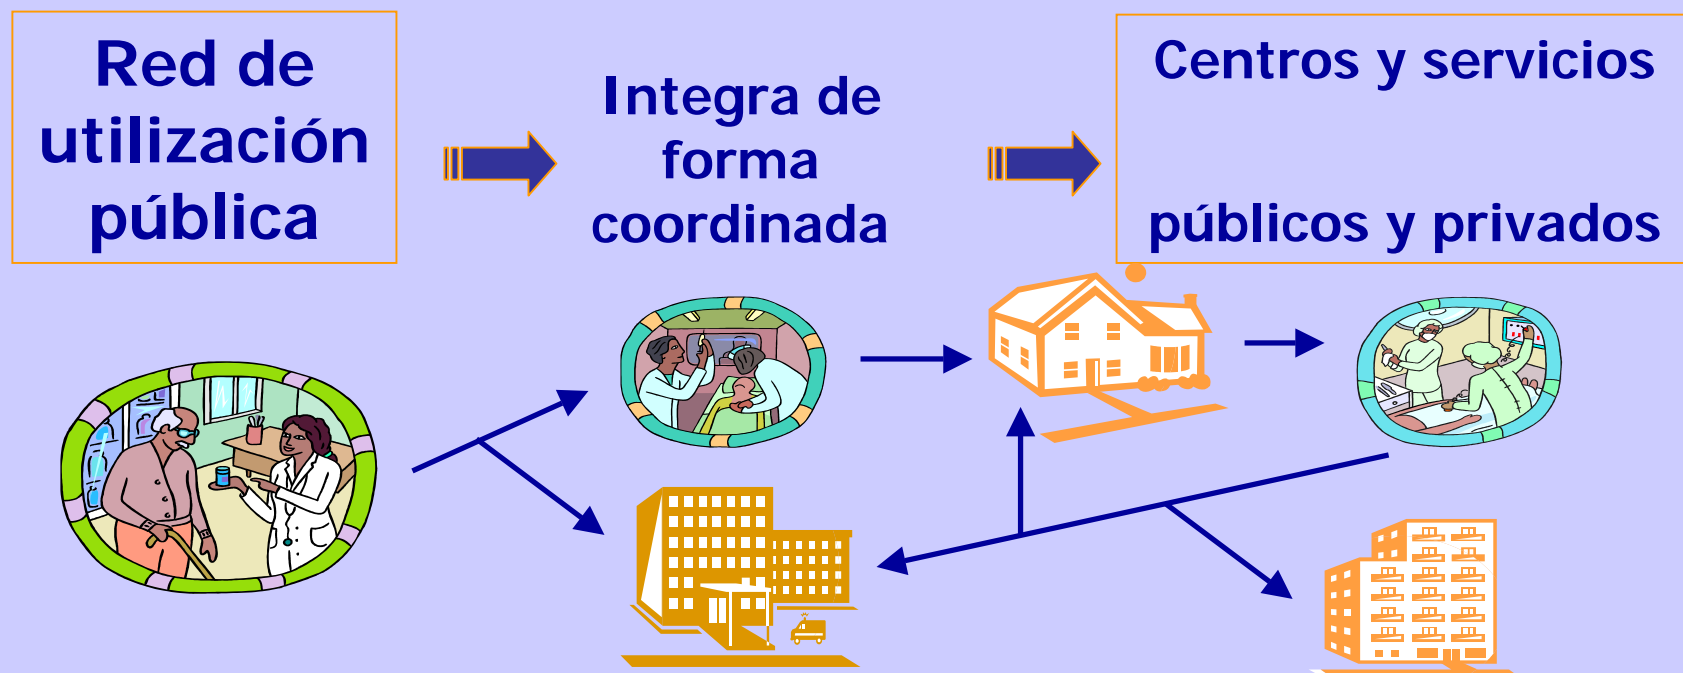 Red de
utilización
pública
Integra de
forma
coordinada
Centros y servicios
públicos y privados